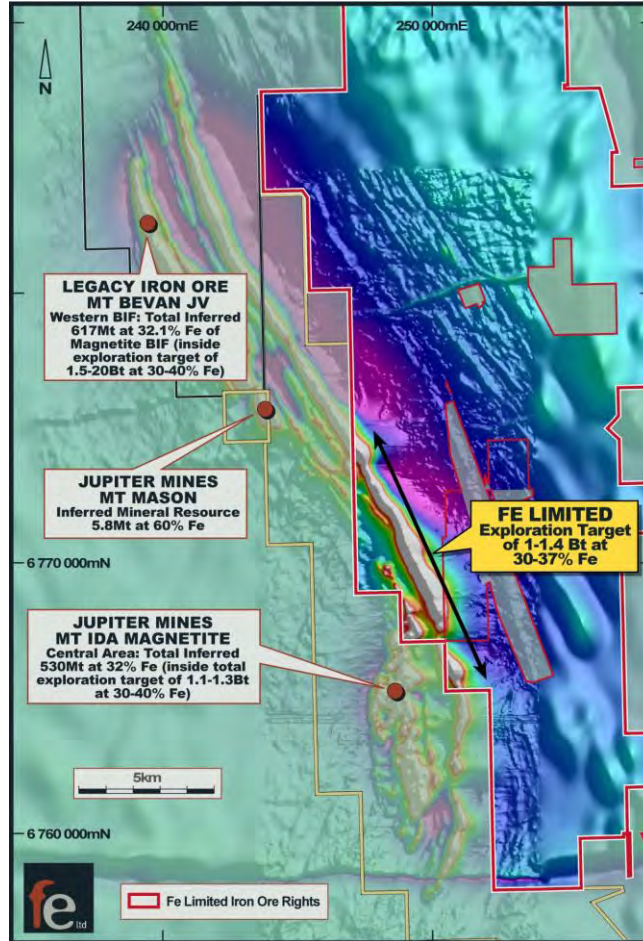 240 000mE
250 000mE
N
LEGACY IRON ORE
MT BEVAN JV
Western BIF: Total Inferred
617Mt at 32.1% Fe of
Magnetite BIF (inside
exploration target of
1.5-20Bt at 30-40% Fe)
JUPITER MINES
MT MASON
Inferred Mineral Resource
5.8Mt at 60% Fe
FE LIMITED
Exploration Target
of 1-1.4 Bt at
30-37% Fe
6 770 000mN
JUPITER MINES
MT IDA MAGNETITE
Central Area: Total Inferred
530Mt at 32% Fe (inside total
exploration target of 1.1-1.3Bt
at 30-40% Fe)
5km
6 760 000mN
fe ltd
Fe Limited Iron Ore Rights